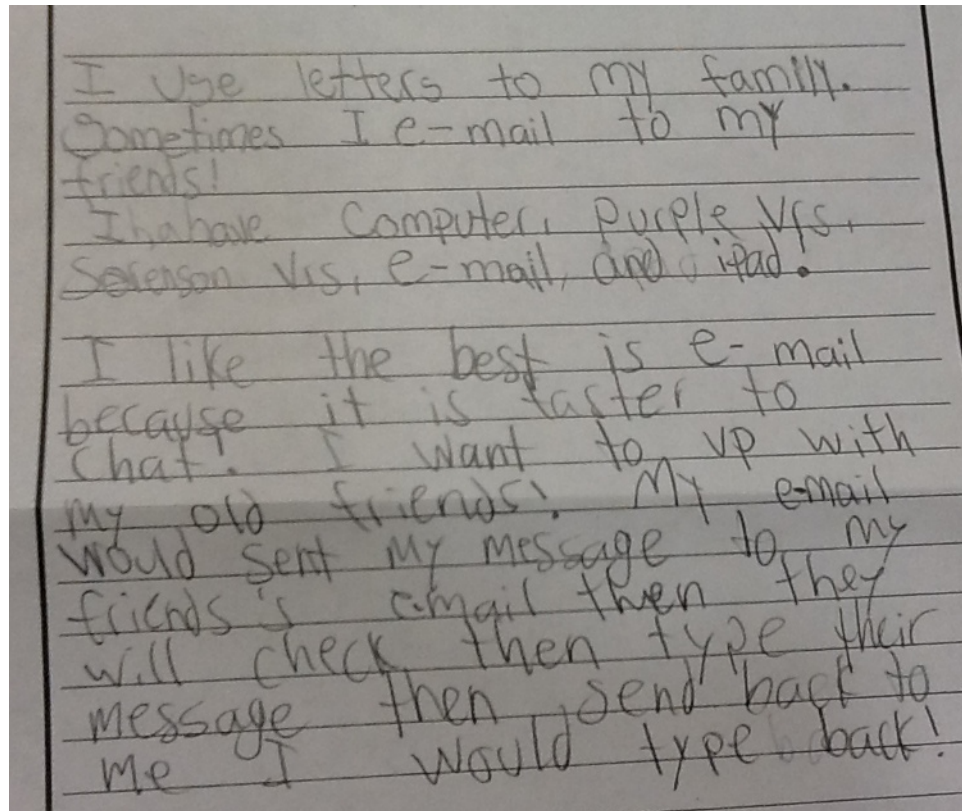 I use letters to my family.
Sometimes I e-mail to my
friends!
I hahave Computer, Purple Vrs,
Sorenson Vrs, e-mail, and ipad.
I like the best is e-mail
because it is faster to
chat! I want to vp with
my old friends! My e-mail
would sent my message to my
friends's e-mail then they
will check then type their
message then send back to
me I would type back!